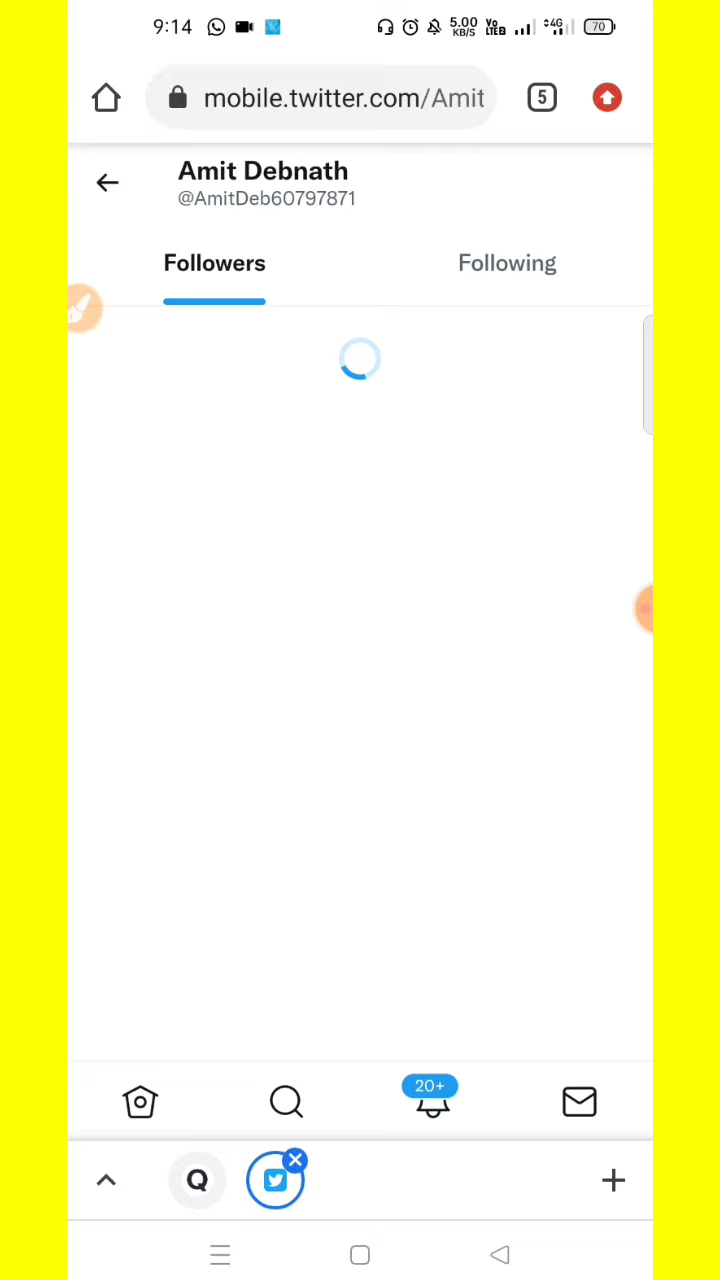 9:14 5.00 KB/S Vo LTE2 4G 70
mobile.twitter.com/Amit 5
Amit Debnath
@AmitDeb60797871
Followers Following
20+
Q